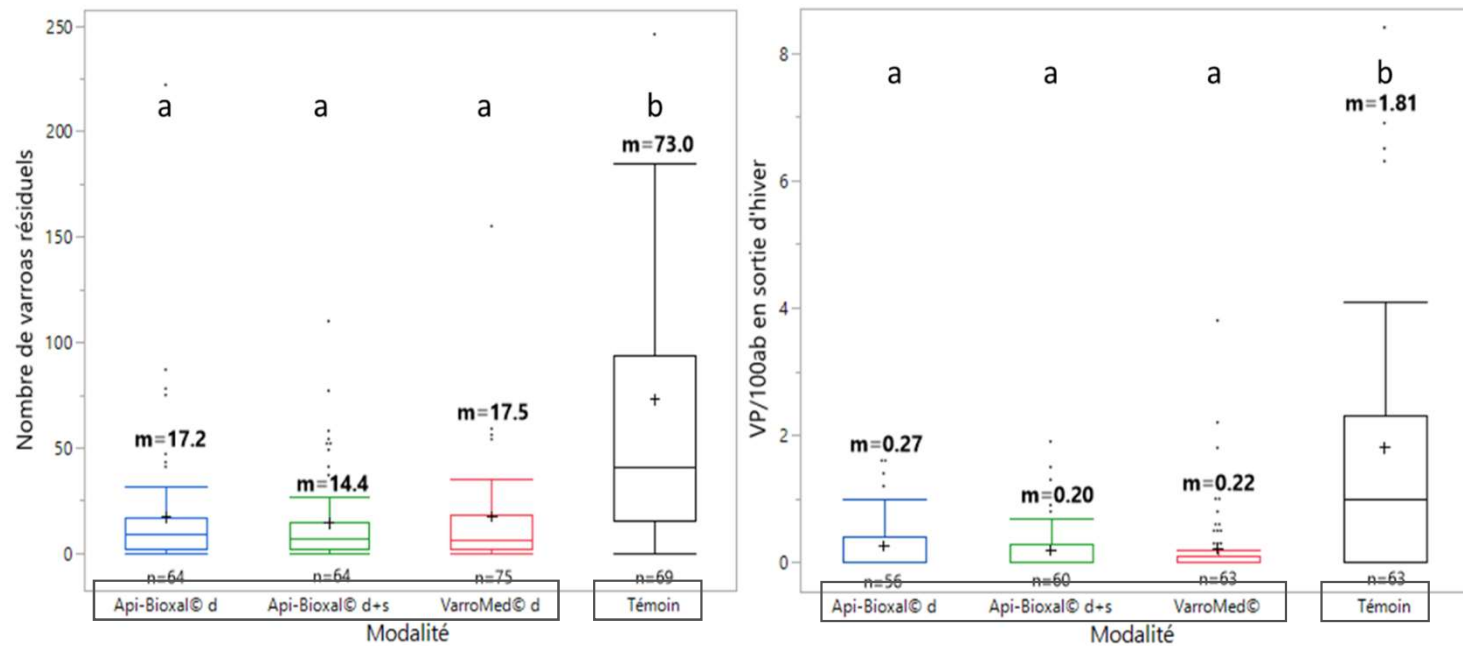 Nombre de varroas résiduels
250
200
150
100
50
0
a
a
a
b
m=17.2
m=14.4
m=17.5
m=73.0
n=64
n=64
n=75
n=69
Api-Bioxal© d
Api-Bioxal© d+s
VarroMed© d
Témoin
Modalité
VP/100ab en sortie d'hiver
8
6
4
2
0
a
a
a
b
m=0.27
m=0.20
m=0.22
m=1.81
n=56
n=60
n=63
n=63
Api-Bioxal© d
Api-Bioxal© d+s
VarroMed©
Témoin
Modalité